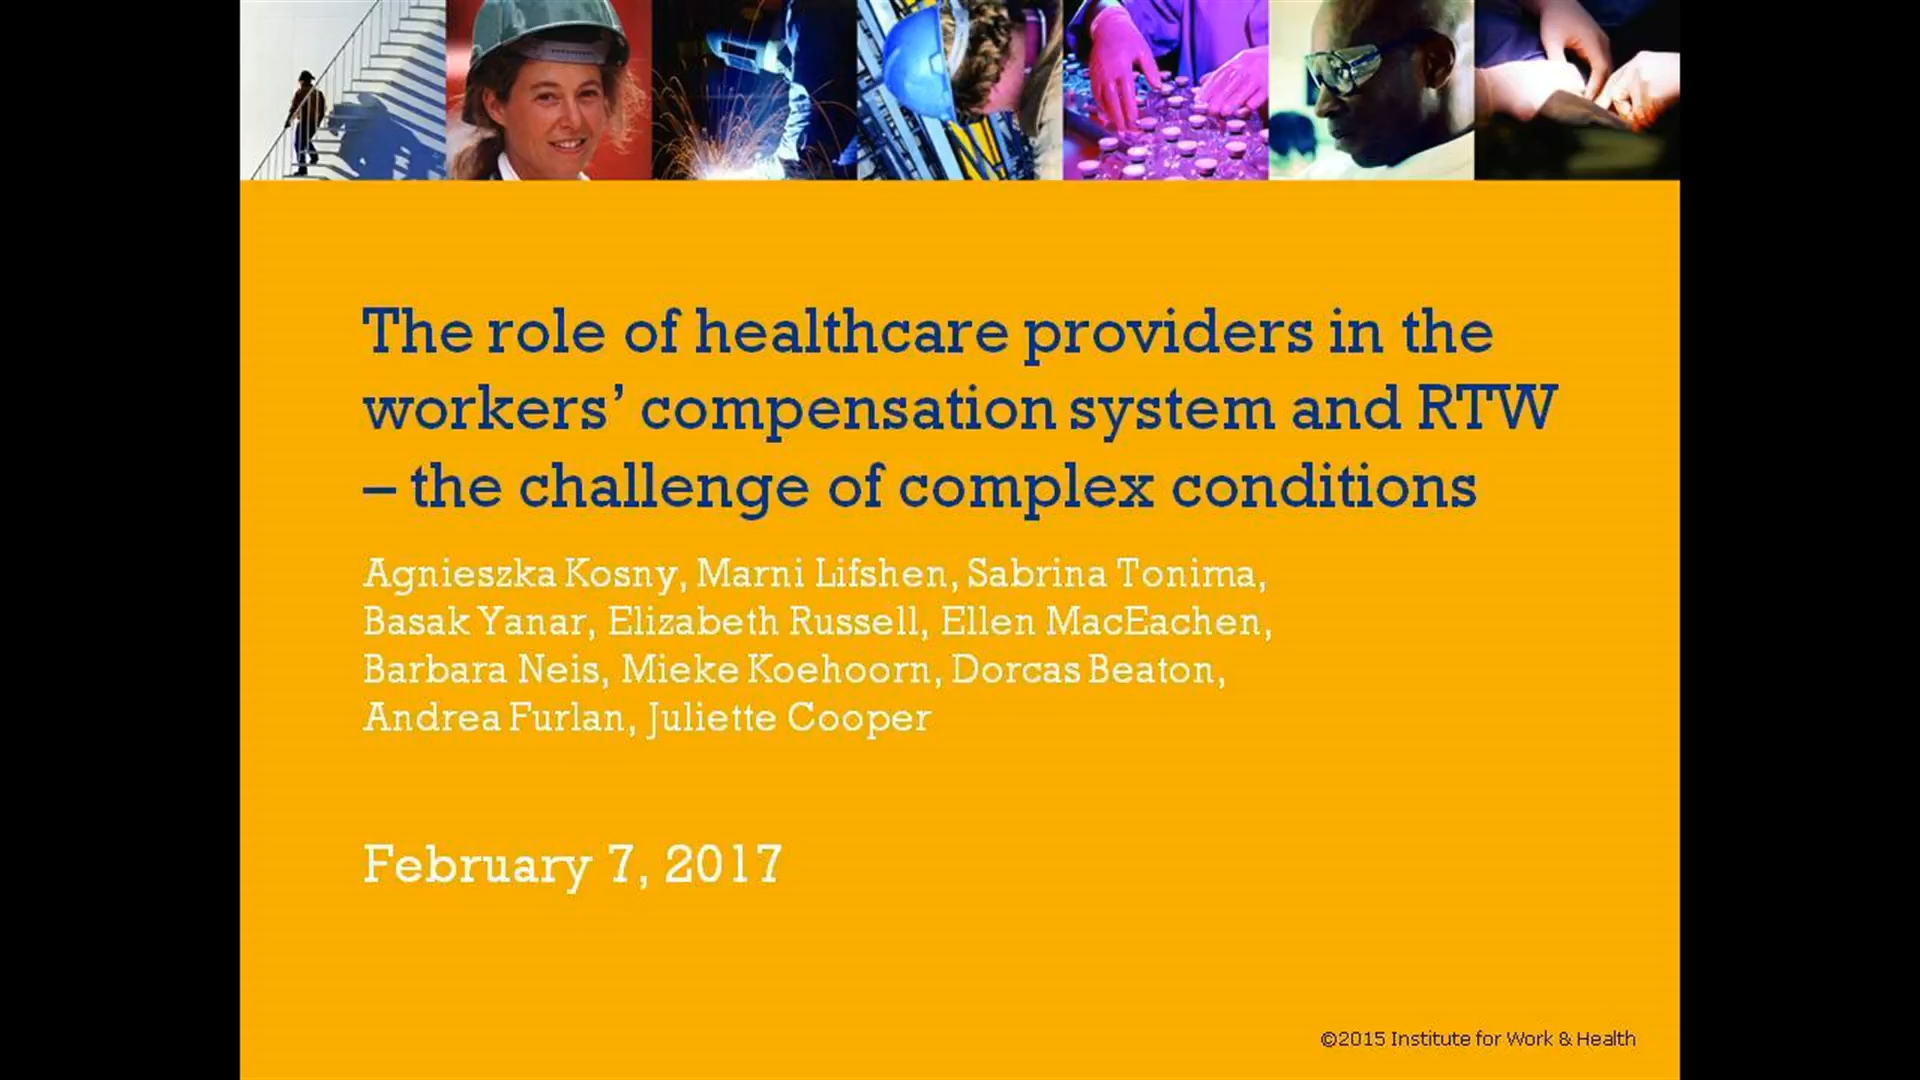 The role of healthcare providers in the
workers’ compensation system and RTW
– the challenge of complex conditions
Agnieszka Kosny, Marni Lifshen, Sabrina Tonima,
Basak Yanar, Elizabeth Russell, Ellen MacEachen,
Barbara Neis, Mieke Koehoorn, Dorcas Beaton,
Andrea Furlan, Juliette Cooper
February 7, 2017
©2015 Institute for Work & Health